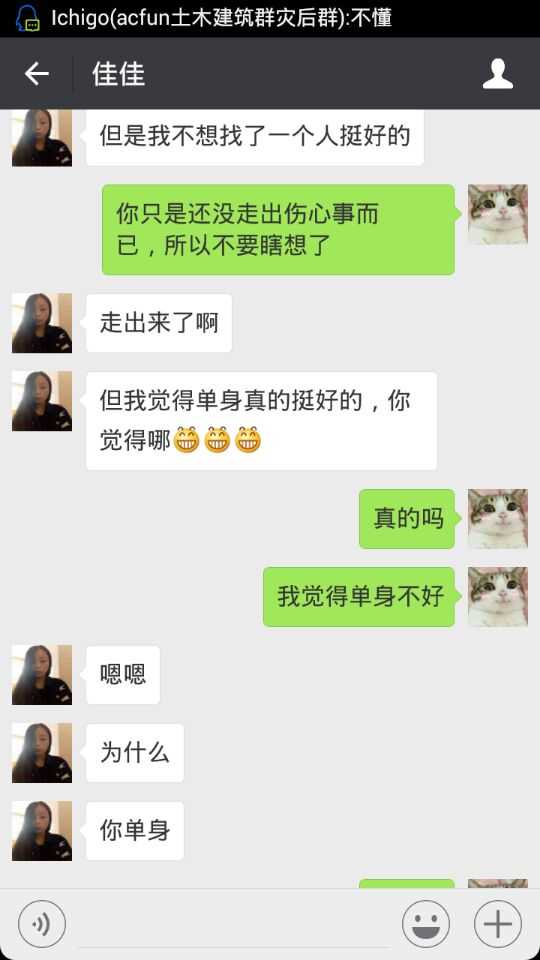 Ichigo(acfun土木建筑群灾后群):不懂
佳佳
但是我不想找了一个人挺好的
你只是还没走出伤心事而
已，所以不要瞎想了
走出来了啊
但我觉得单身真的挺好的，你
觉得哪😁😁😁
真的吗
我觉得单身不好
嗯嗯
为什么
你单身